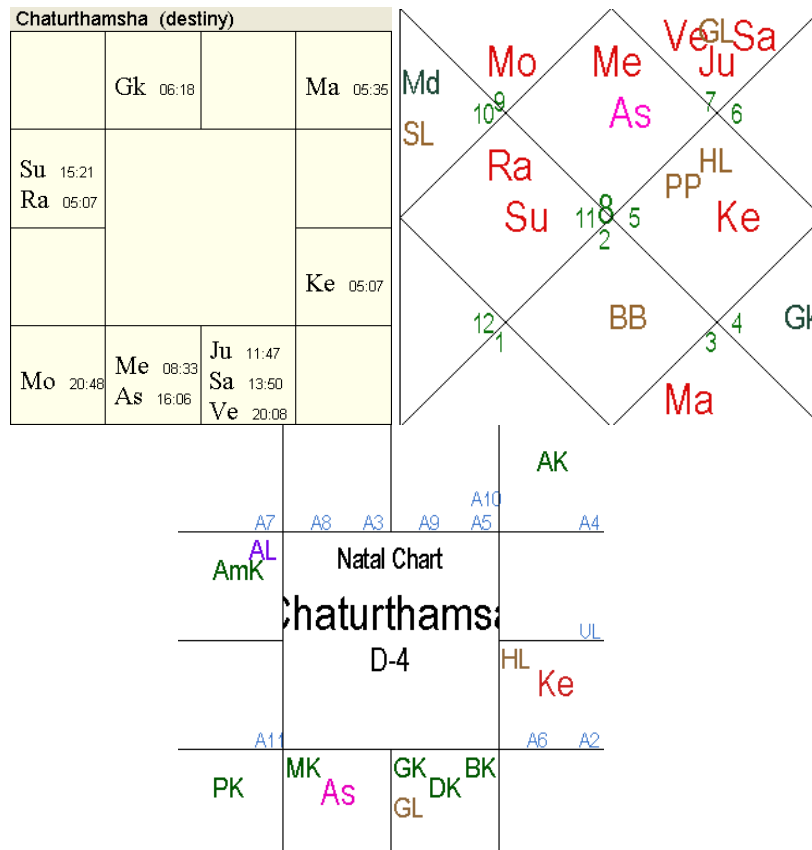 Chaturthamsha (destiny)
Gk 06:18
Ma 05:35
Su 15:21
Ra 05:07
Ke 05:07
Mo 20:48
Me 08:33
As 16:06
Ju 11:47
Sa 13:50
Ve 20:08
Ve GL Sa
Mo Me Ju
Md
As
10 9 7 6
SL
Ra HL
PP
Su 11 8 5 Ke
2
BB
12 1 3 4 Gk
Ma
AK
A10
A7 A8 A3 A9 A5 A4
AL
AmK
Natal Chart
Chaturthamsa
D-4
UL
HL
Ke
A11 A6 A2
MK GK BK
PK As DK
GL